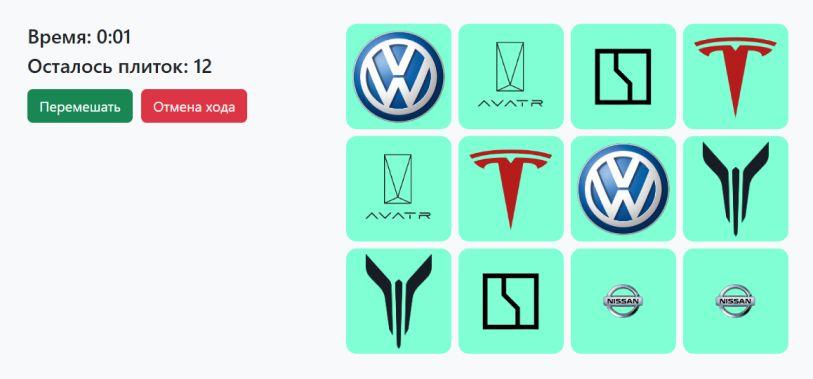 Время: 0:01
Осталось плиток: 12
Перемешать
Отмена хода
AVATR
AVATR
NISSAN
NISSAN